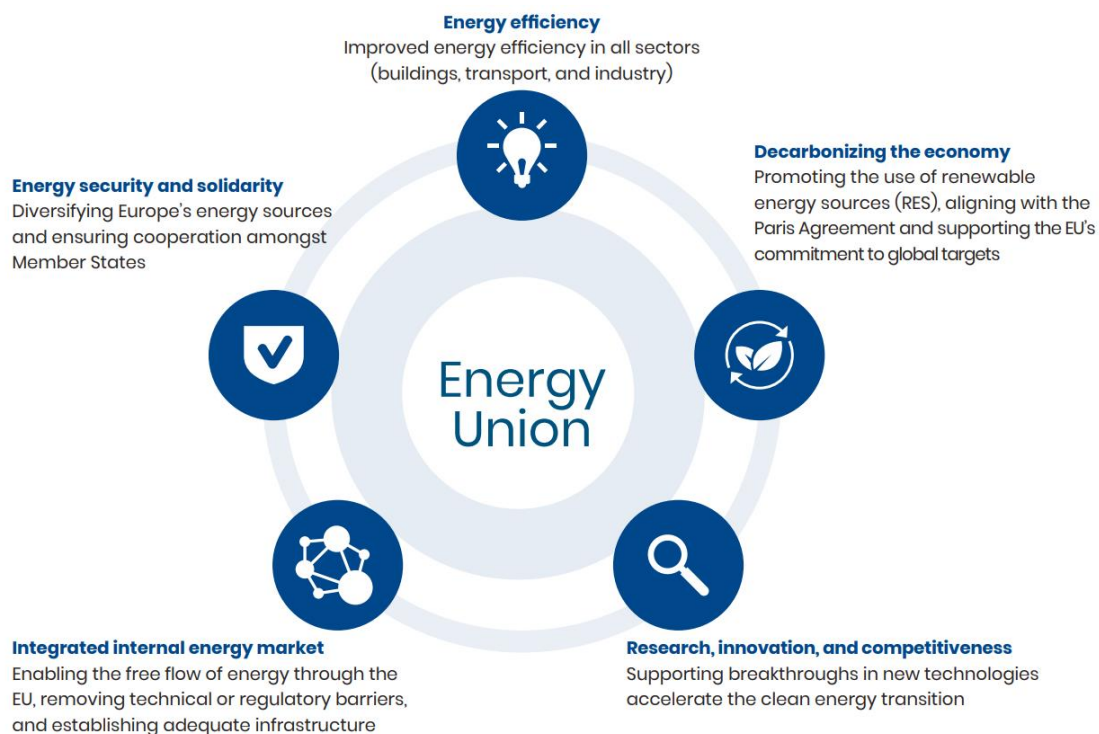 Energy efficiency
Improved energy efficiency in all sectors
(buildings, transport, and industry)
Decarbonizing the economy
Promoting the use of renewable
energy sources (RES), aligning with the
Paris Agreement and supporting the EU's
commitment to global targets
Energy security and solidarity
Diversifying Europe's energy sources
and ensuring cooperation amongst
Member States
Energy
Union
Integrated internal energy market
Enabling the free flow of energy through the
EU, removing technical or regulatory barriers,
and establishing adequate infrastructure
Research, innovation, and competitiveness
Supporting breakthroughs in new technologies
accelerate the clean energy transition